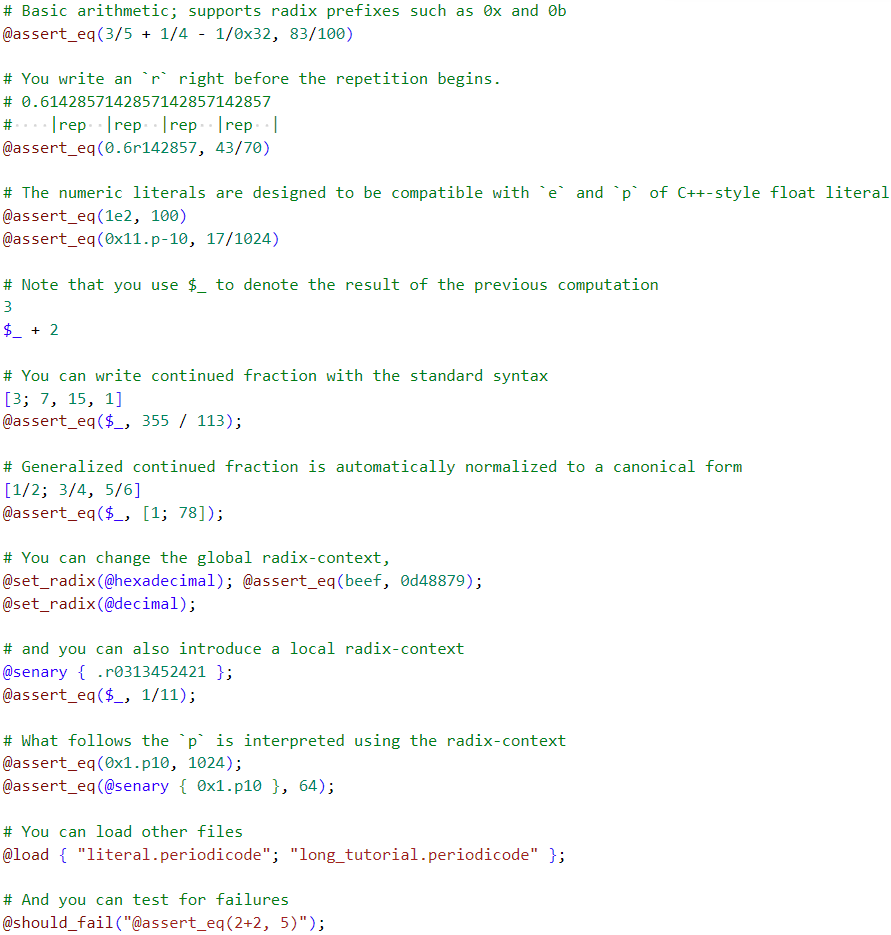 # Basic arithmetic; supports radix prefixes such as 0x and 0b
@assert_eq(3/5 + 1/4 - 1/0x32, 83/100)
# You write an `r` right before the repetition begins.
# 0.6142857142857142857142857
#····|rep··|rep··|rep··|rep··|
@assert_eq(0.6r142857, 43/70)
# The numeric literals are designed to be compatible with `e` and `p` of C++-style float literal
@assert_eq(1e2, 100)
@assert_eq(0x11.p-10, 17/1024)
# Note that you use $_ to denote the result of the previous computation
3
$_ + 2
# You can write continued fraction with the standard syntax
[3; 7, 15, 1]
@assert_eq($_, 355 / 113);
# Generalized continued fraction is automatically normalized to a canonical form
[1/2; 3/4, 5/6]
@assert_eq($_, [1; 78]);
# You can change the global radix-context,
@set_radix(@hexadecimal); @assert_eq(beef, 0d48879);
@set_radix(@decimal);
# and you can also introduce a local radix-context
@senary { .r0313452421 };
@assert_eq($_, 1/11);
# What follows the `p` is interpreted using the radix-context
@assert_eq(0x1.p10, 1024);
@assert_eq(@senary { 0x1.p10 }, 64);
# You can load other files
@load { "literal.periodicode"; "long_tutorial.periodicode" };
# And you can test for failures
@should_fail("@assert_eq(2+2, 5)");